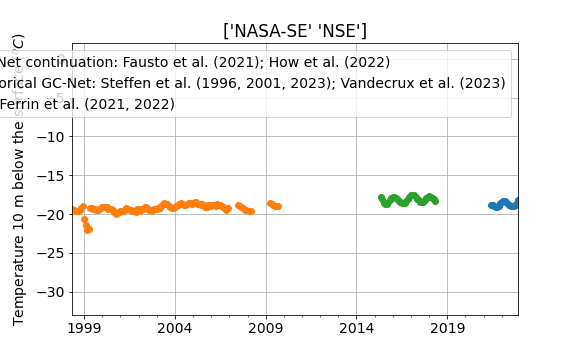 ['NASA-SE' 'NSE']
Net continuation: Fausto et al. (2021); How et al. (2022)
orical GC-Net: Steffen et al. (1996, 2001, 2023); Vandecrux et al. (2023)
Ferrin et al. (2021, 2022)
Temperature 10 m below the surface (°C)
−10
−15
−20
−25
−30
1999
2004
2009
2014
2019